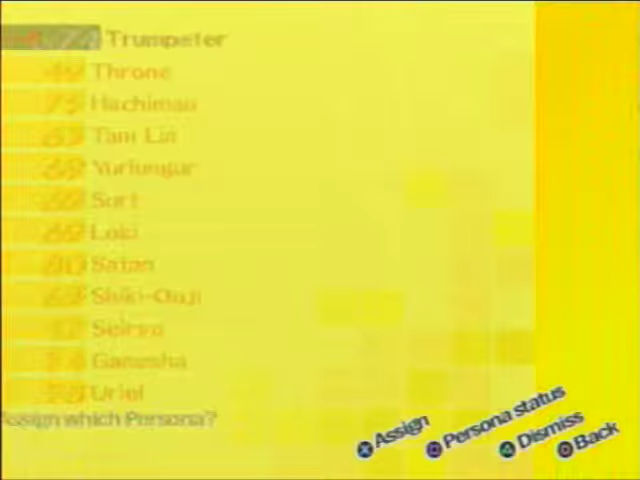 Trumpeter
Throne
75 Hachiman
Tam Lin
Yurlungur
Surt
Loki
Satan
Shiki-Ouji
Seiryu
Ganesha
Uriel
Assign which Persona?
Assign
Persona status
Dismiss
Back